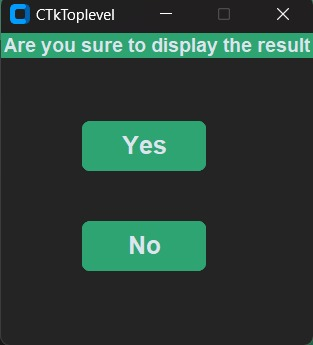 CTkToplevel
Are you sure to display the result
Yes
No